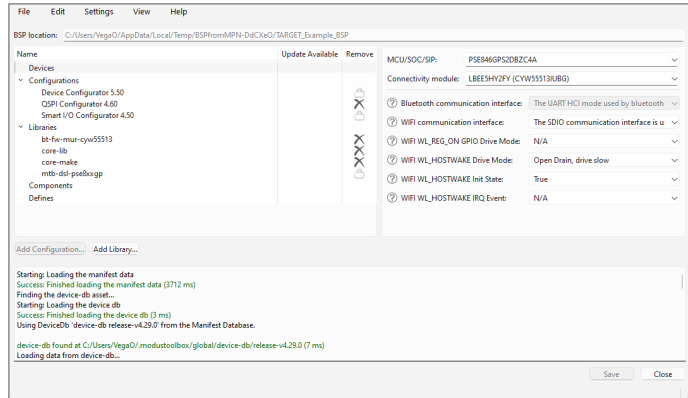 File Edit Settings View Help
BSP location: C:/Users/VegaO/AppData/Local/Temp/BSPfromMPN-DdCXeO/TARGET_Example_BSP
Name Update Available Remove
Devices
Configurations
Device Configurator 5.50
QSPI Configurator 4.60
Smart I/O Configurator 4.50
Libraries
bt-fw-mur-cyw55513
core-lib
core-make
mtb-dsl-pse8xxgp
Components
Defines
MCU/SOC/SIP: PSE846GPS2DBZC4A
Connectivity module: LBEE5HY2FY (CYW55513IUBG)
Bluetooth communication interface: The UART HCI mode used by bluetooth
WIFI communication interface: The SDIO communication interface is u
WIFI WL_REG_ON GPIO Drive Mode: N/A
WIFI WL_HOSTWAKE Drive Mode: Open Drain, drive slow
WIFI WL_HOSTWAKE Init State: True
WIFI WL_HOSTWAKE IRQ Event: N/A
Add Configuration... Add Library...
Starting: Loading the manifest data
Success: Finished loading the manifest data (3712 ms)
Finding the device-db asset...
Starting: Loading the device db
Success: Finished loading the device db (3 ms)
Using DeviceDb 'device-db release-v4.29.0' from the Manifest Database.
device-db found at C:/Users/VegaO/.modustoolbox/global/device-db/release-v4.29.0 (7 ms)
Loading data from device-db...
Save Close